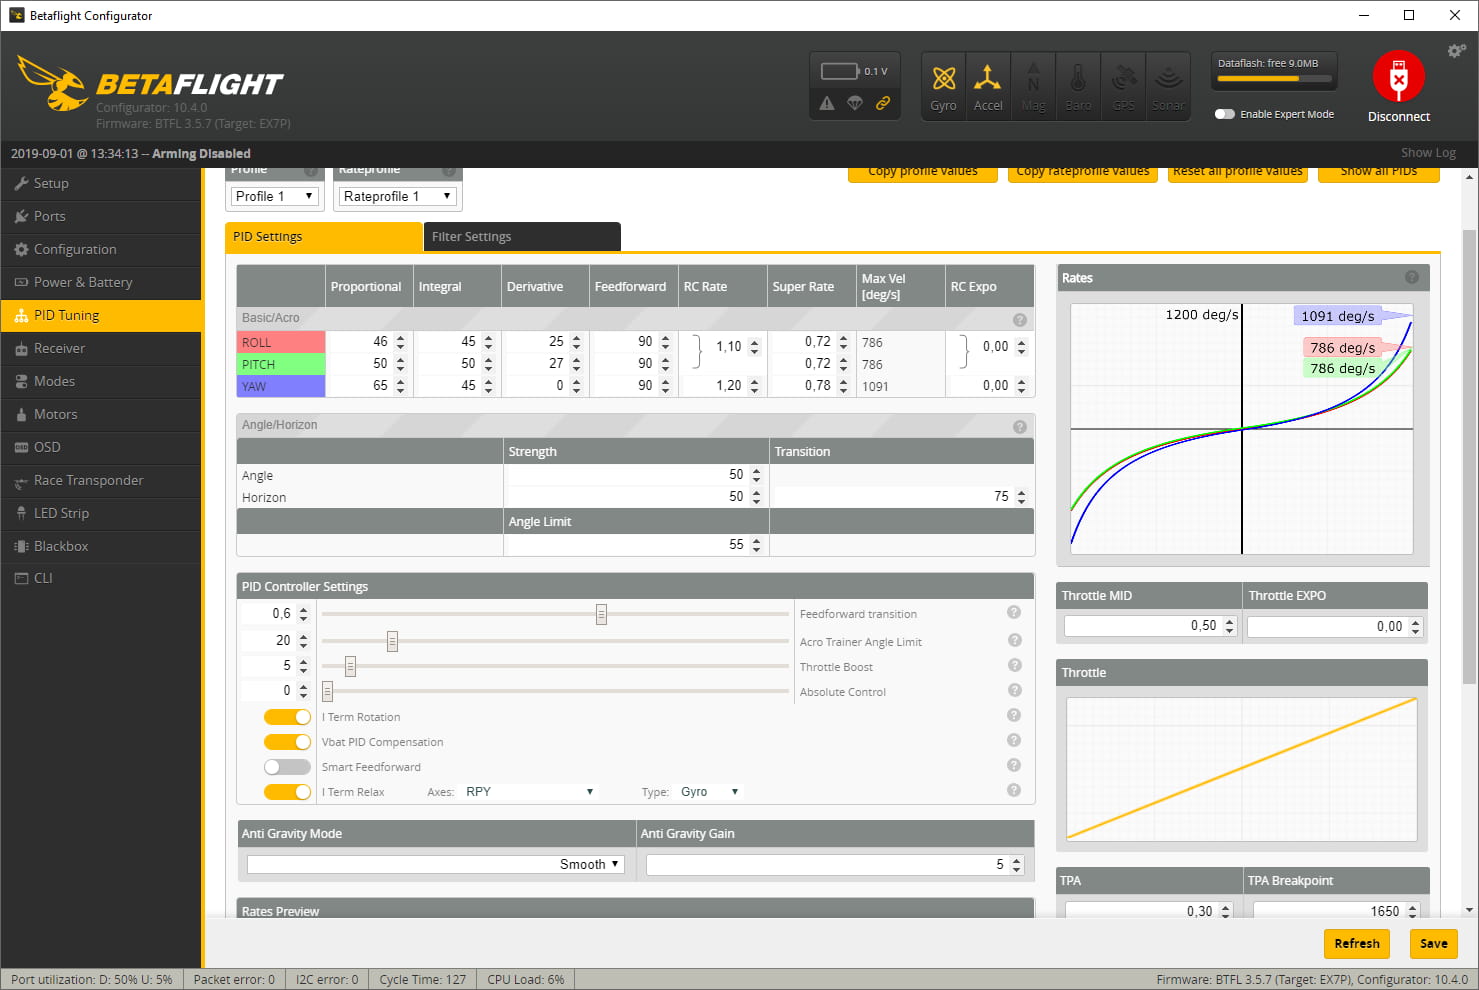 Betaflight Configurator
BETAFLIGHT
Configurator: 10.4.0
Firmware: BTFL 3.5.7 (Target: EX7P)
0.1 V
Gyro
Accel
Mag
Baro
GPS
Sonar
Dataflash: free 9.0MB
Enable Expert Mode
Disconnect
2019-09-01 @ 13:34:13 -- Arming Disabled
Show Log
Setup
Ports
Configuration
Power & Battery
PID Tuning
Receiver
Modes
Motors
OSD
Race Transponder
LED Strip
Blackbox
CLI
Profile
Rateprofile
Copy profile values
Copy rateprofile values
Reset all profile values
Show all PIDs
Profile 1
Rateprofile 1
PID Settings
Filter Settings
Proportional Integral Derivative Feedforward RC Rate Super Rate Max Vel [deg/s] RC Expo
Basic/Acro
ROLL 46 45 25 90 1,10 0,72 786 0,00
PITCH 50 50 27 90 0,72 786
YAW 65 45 0 90 1,20 0,78 1091 0,00
Angle/Horizon
Strength Transition
Angle 50
Horizon 50 75
Angle Limit
55
PID Controller Settings
0,6 Feedforward transition
20 Acro Trainer Angle Limit
5 Throttle Boost
0 Absolute Control
I Term Rotation
Vbat PID Compensation
Smart Feedforward
I Term Relax Axes: RPY Type: Gyro
Anti Gravity Mode Anti Gravity Gain
Smooth 5
Rates Preview
Rates
1200 deg/s
1091 deg/s
786 deg/s
786 deg/s
Throttle MID Throttle EXPO
0,50 0,00
Throttle
TPA TPA Breakpoint
0,30 1650
Refresh
Save
Port utilization: D: 50% U: 5% Packet error: 0 I2C error: 0 Cycle Time: 127 CPU Load: 6% Firmware: BTFL 3.5.7 (Target: EX7P), Configurator: 10.4.0